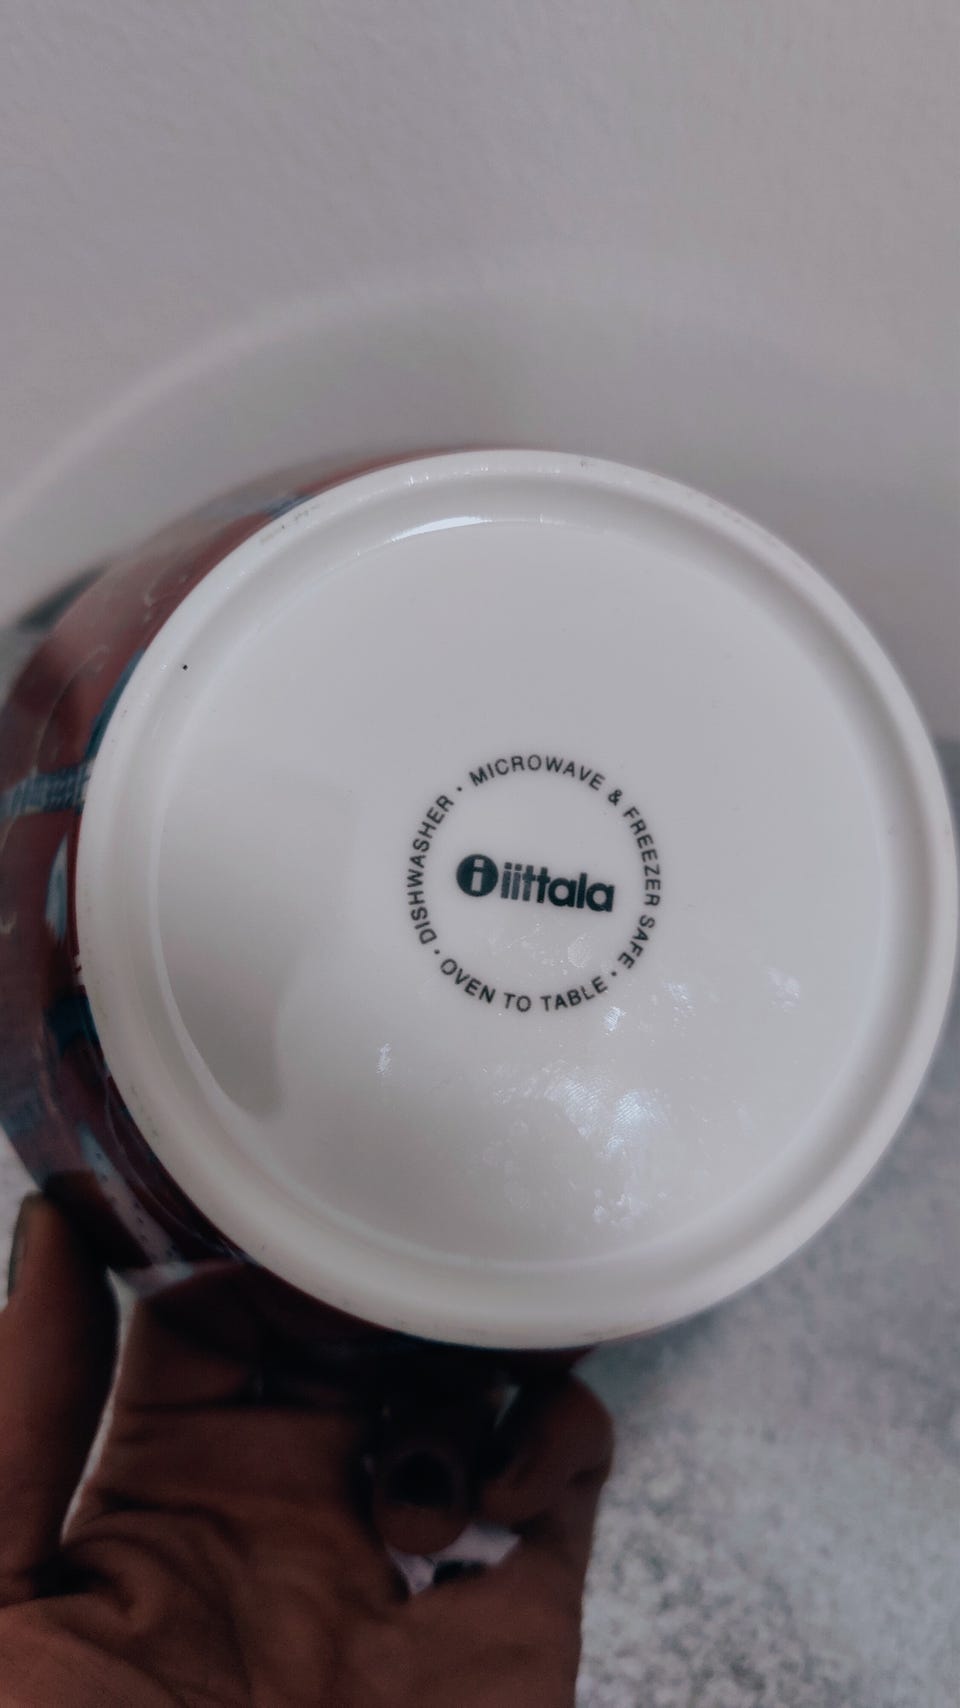 DISHWASHER · MICROWAVE & FREEZER SAFE · OVEN TO TABLE ·
i iittala